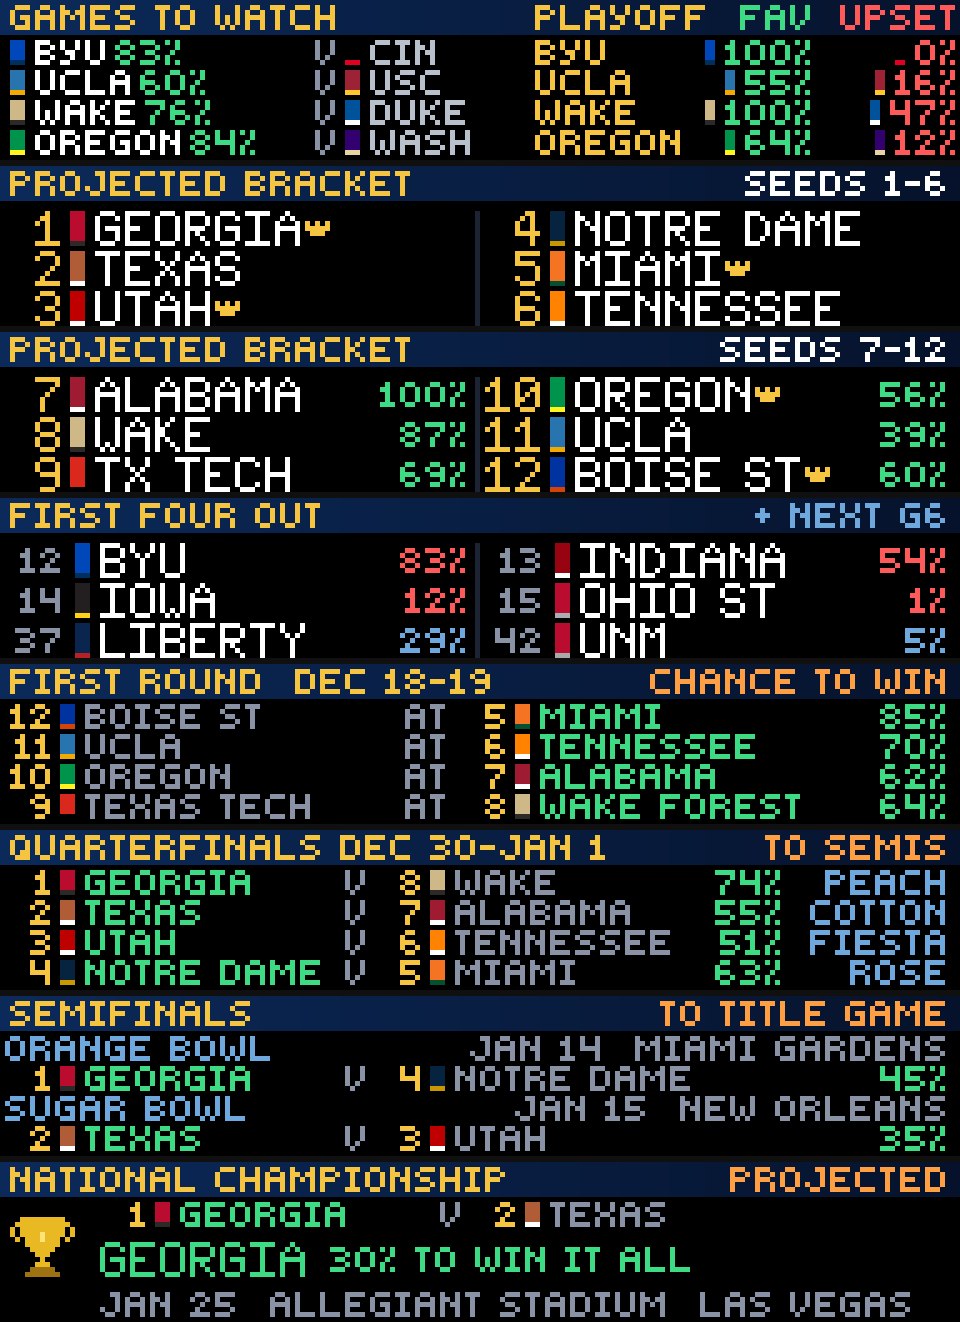 GAMES TO WATCH PLAYOFF FAV UPSET
BYU 83% V CIN BYU 100% 0%
UCLA 60% V USC UCLA 55% 16%
WAKE 76% V DUKE WAKE 100% 47%
OREGON 84% V WASH OREGON 64% 12%
PROJECTED BRACKET SEEDS 1-6
1 GEORGIA 4 NOTRE DAME
2 TEXAS 5 MIAMI
3 UTAH 6 TENNESSEE
PROJECTED BRACKET SEEDS 7-12
7 ALABAMA 100% 10 OREGON 56%
8 WAKE 87% 11 UCLA 39%
9 TX TECH 69% 12 BOISE ST 60%
FIRST FOUR OUT + NEXT G6
12 BYU 83% 13 INDIANA 54%
14 IOWA 12% 15 OHIO ST 1%
37 LIBERTY 29% 42 UNM 5%
FIRST ROUND DEC 18-19 CHANCE TO WIN
12 BOISE ST AT 5 MIAMI 85%
11 UCLA AT 6 TENNESSEE 70%
10 OREGON AT 7 ALABAMA 62%
9 TEXAS TECH AT 8 WAKE FOREST 64%
QUARTERFINALS DEC 30-JAN 1 TO SEMIS
1 GEORGIA V 8 WAKE 74% PEACH
2 TEXAS V 7 ALABAMA 55% COTTON
3 UTAH V 6 TENNESSEE 51% FIESTA
4 NOTRE DAME V 5 MIAMI 63% ROSE
SEMIFINALS TO TITLE GAME
ORANGE BOWL JAN 14 MIAMI GARDENS
1 GEORGIA V 4 NOTRE DAME 45%
SUGAR BOWL JAN 15 NEW ORLEANS
2 TEXAS V 3 UTAH 35%
NATIONAL CHAMPIONSHIP PROJECTED
1 GEORGIA V 2 TEXAS
GEORGIA 30% TO WIN IT ALL
JAN 25 ALLEGIANT STADIUM LAS VEGAS